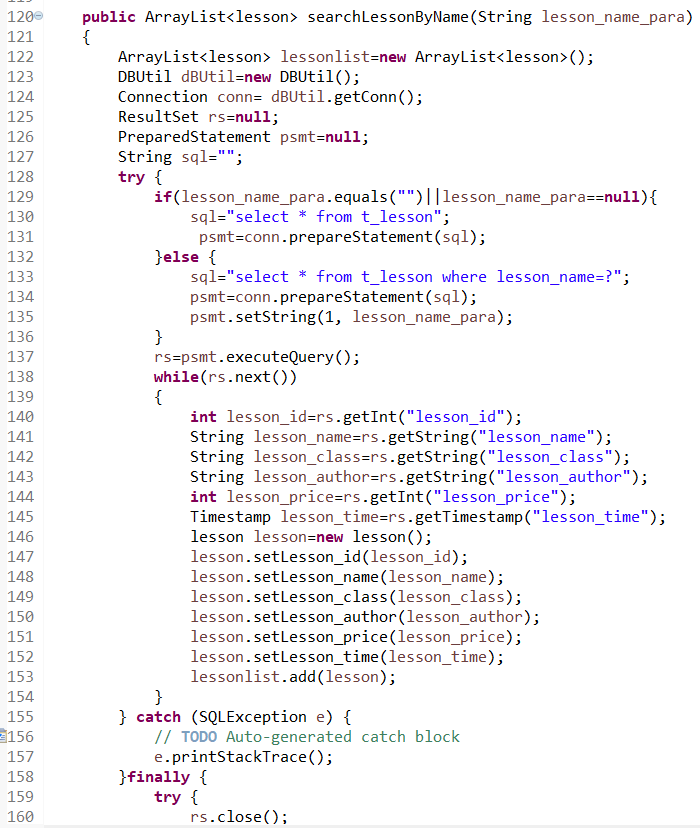 120 public ArrayList<lesson> searchLessonByName(String lesson_name_para)
121 {
122 ArrayList<lesson> lessonlist=new ArrayList<lesson>();
123 DBUtil dBUtil=new DBUtil();
124 Connection conn= dBUtil.getConn();
125 ResultSet rs=null;
126 PreparedStatement psmt=null;
127 String sql="";
128 try {
129 if(lesson_name_para.equals("")||lesson_name_para==null){
130 sql="select * from t_lesson";
131 psmt=conn.prepareStatement(sql);
132 }else {
133 sql="select * from t_lesson where lesson_name=?";
134 psmt=conn.prepareStatement(sql);
135 psmt.setString(1, lesson_name_para);
136 }
137 rs=psmt.executeQuery();
138 while(rs.next())
139 {
140 int lesson_id=rs.getInt("lesson_id");
141 String lesson_name=rs.getString("lesson_name");
142 String lesson_class=rs.getString("lesson_class");
143 String lesson_author=rs.getString("lesson_author");
144 int lesson_price=rs.getInt("lesson_price");
145 Timestamp lesson_time=rs.getTimestamp("lesson_time");
146 lesson lesson=new lesson();
147 lesson.setLesson_id(lesson_id);
148 lesson.setLesson_name(lesson_name);
149 lesson.setLesson_class(lesson_class);
150 lesson.setLesson_author(lesson_author);
151 lesson.setLesson_price(lesson_price);
152 lesson.setLesson_time(lesson_time);
153 lessonlist.add(lesson);
154 }
155 } catch (SQLException e) {
156 // TODO Auto-generated catch block
157 e.printStackTrace();
158 }finally {
159 try {
160 rs.close();